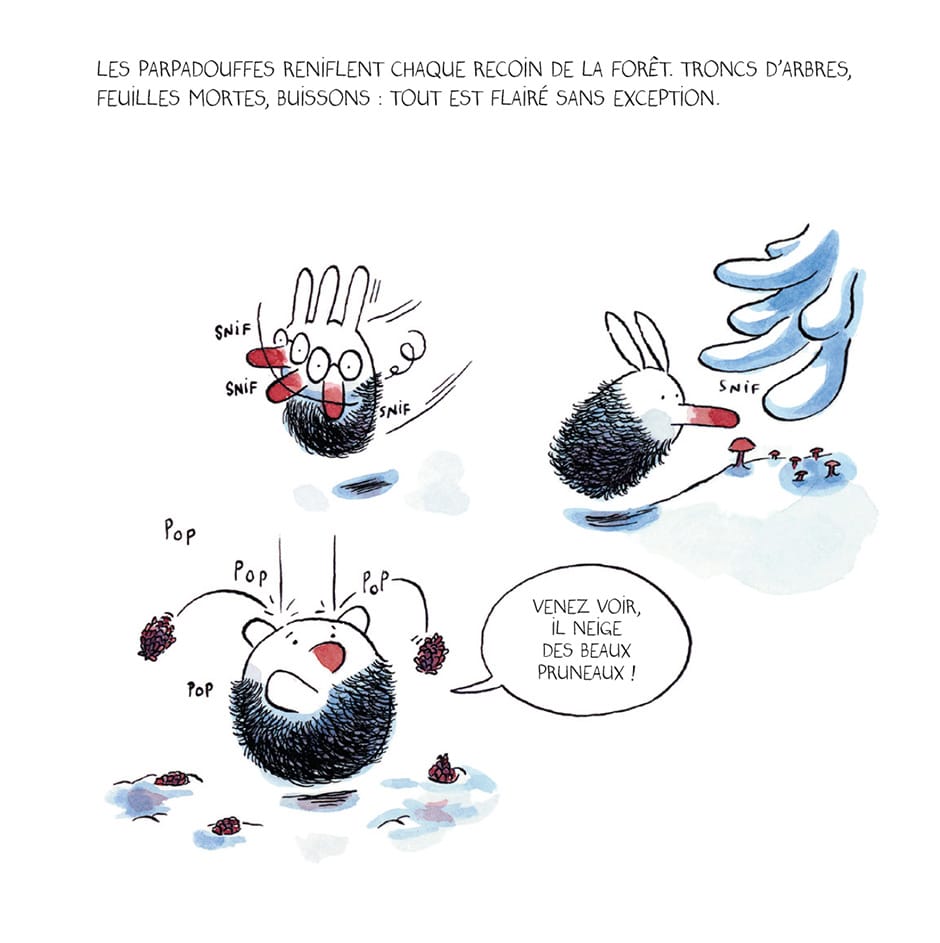 LES PARPADOUFFES RENIFLENT CHAQUE RECOIN DE LA FORÊT. TRONCS D'ARBRES,
FEUILLES MORTES, BUISSONS : TOUT EST FLAIRÉ SANS EXCEPTION.
SNIF
SNIF
SNIF
SNIF
POP
POP
POP
POP
VENEZ VOIR,
IL NEIGE
DES BEAUX
PRUNEAUX !